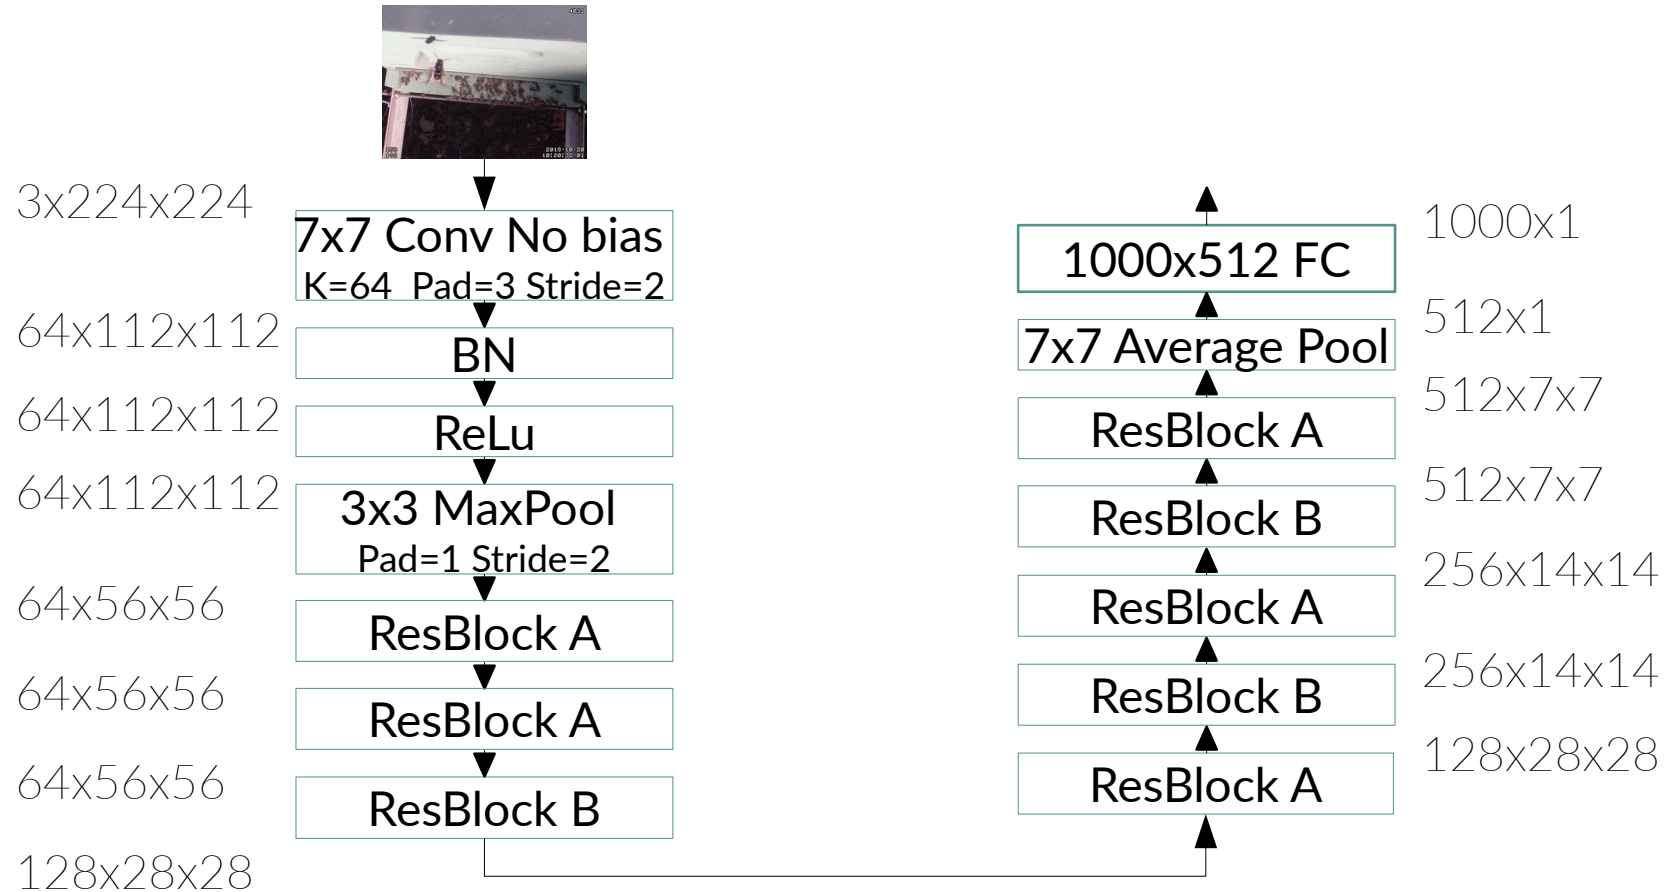 3x224x224
7x7 Conv No bias
K=64 Pad=3 Stride=2
64x112x112
BN
64x112x112
ReLu
64x112x112
3x3 MaxPool
Pad=1 Stride=2
64x56x56
ResBlock A
64x56x56
ResBlock A
64x56x56
ResBlock B
128x28x28
1000x1
1000x512 FC
512x1
7x7 Average Pool
512x7x7
ResBlock A
512x7x7
ResBlock B
256x14x14
ResBlock A
256x14x14
ResBlock B
128x28x28
ResBlock A